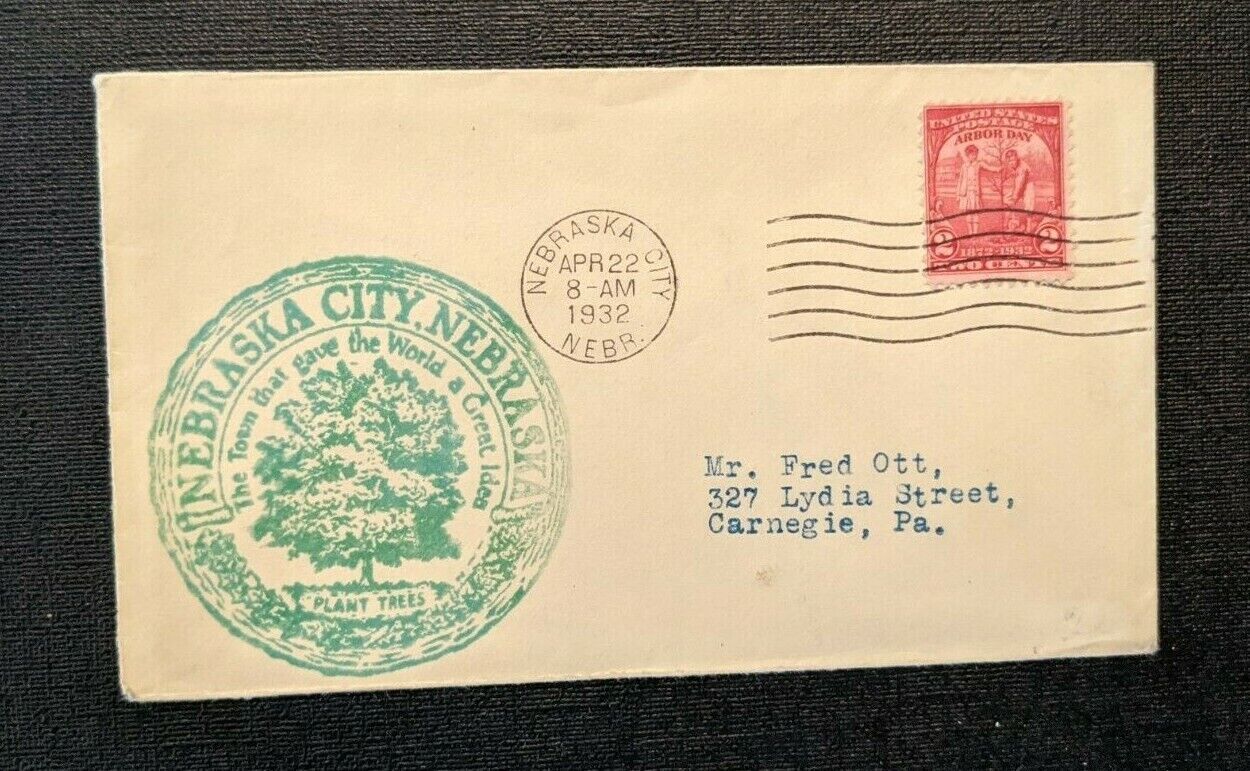 UNITED STATES
POSTAGE
ARBOR DAY
2 1872-1932 2
TWO CENTS
NEBRASKA CITY
APR 22
8-AM
1932
NEBR.
NEBRASKA CITY, NEBRASKA
The Town that gave the World a Great Idea
PLANT TREES
Mr. Fred Ott,
327 Lydia Street,
Carnegie, Pa.